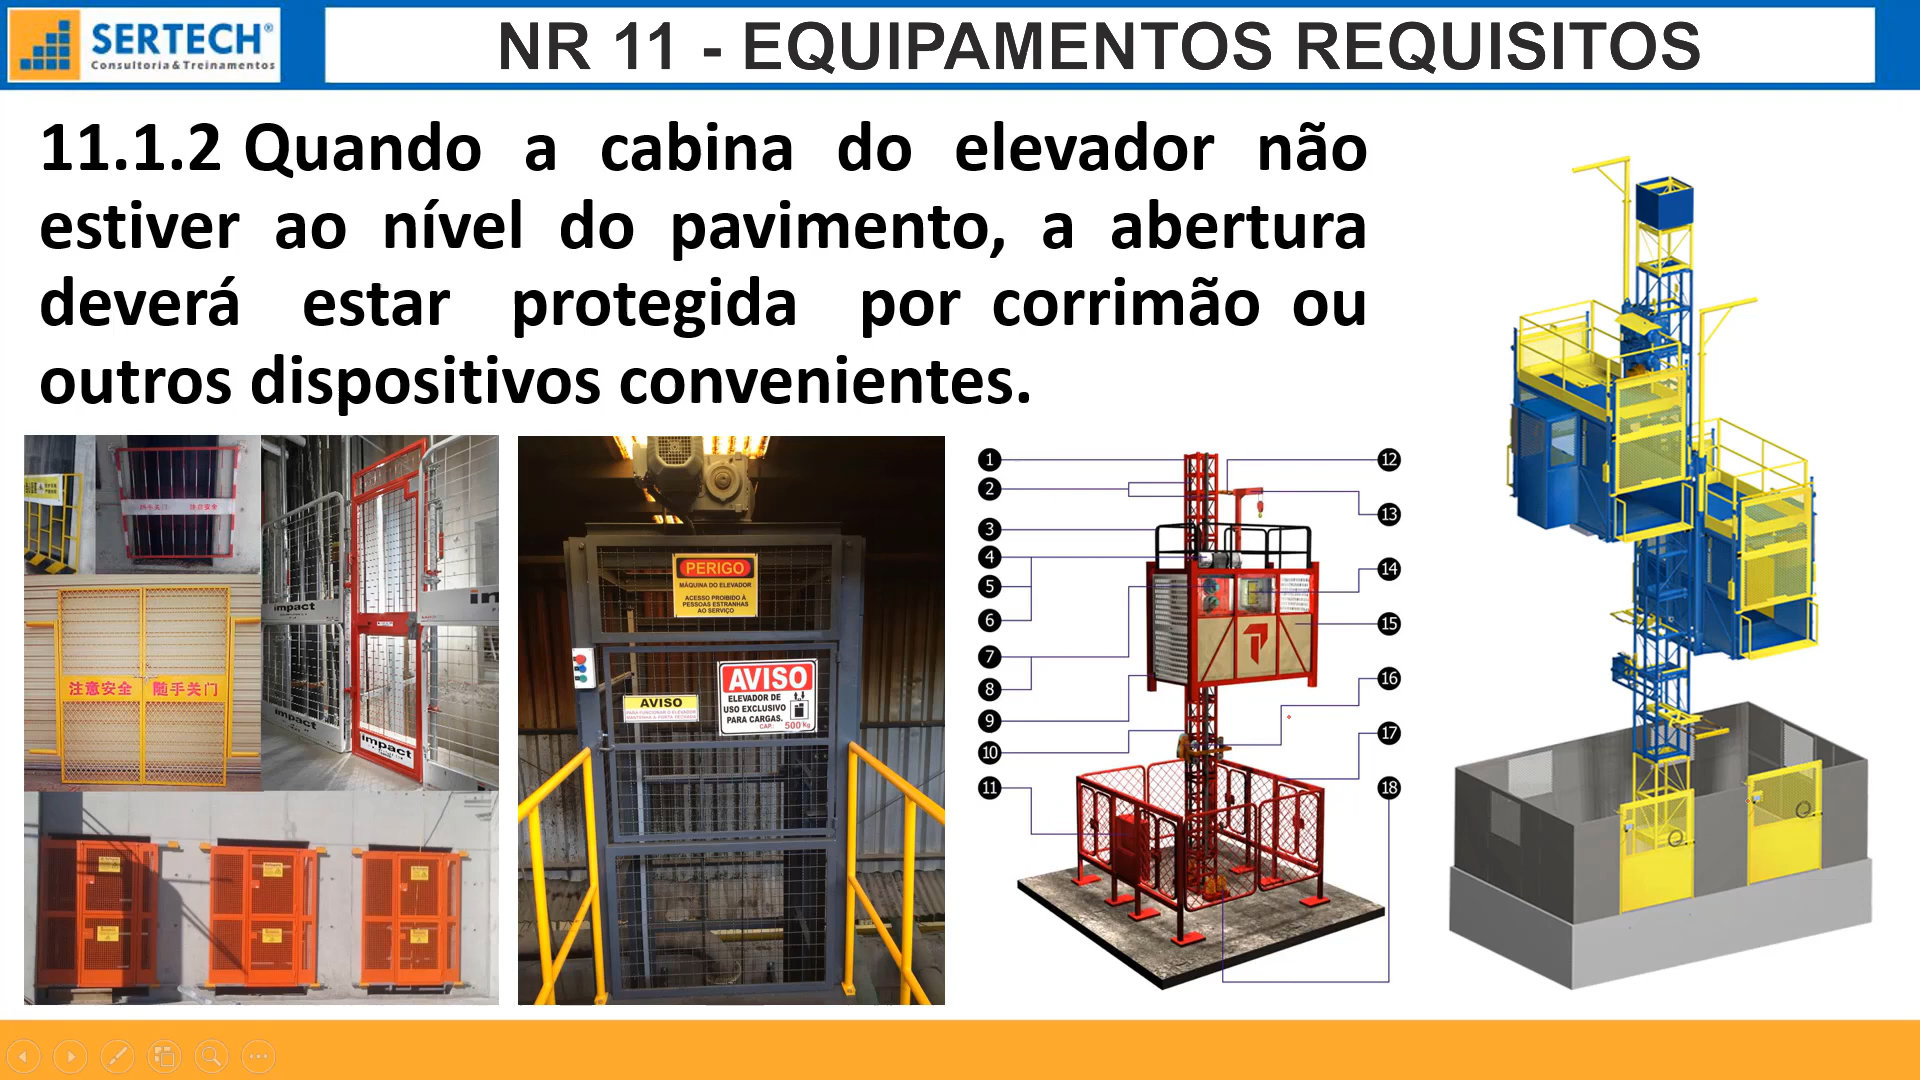 SERTECH®
Consultoria & Treinamentos
NR 11 - EQUIPAMENTOS REQUISITOS
11.1.2 Quando a cabina do elevador não
estiver ao nível do pavimento, a abertura
deverá estar protegida por corrimão ou
outros dispositivos convenientes.
注意安全 随手关门
impact
impact
impact
PERIGO
MÁQUINA DO ELEVADOR
ACESSO PROIBIDO À
PESSOAS ESTRANHAS
AO SERVIÇO
AVISO
AVISO
ELEVADOR DE
USO EXCLUSIVO
PARA CARGAS.
CAP.: 500 kg
1
2
3
4
5
6
7
8
9
10
11
12
13
14
15
16
17
18